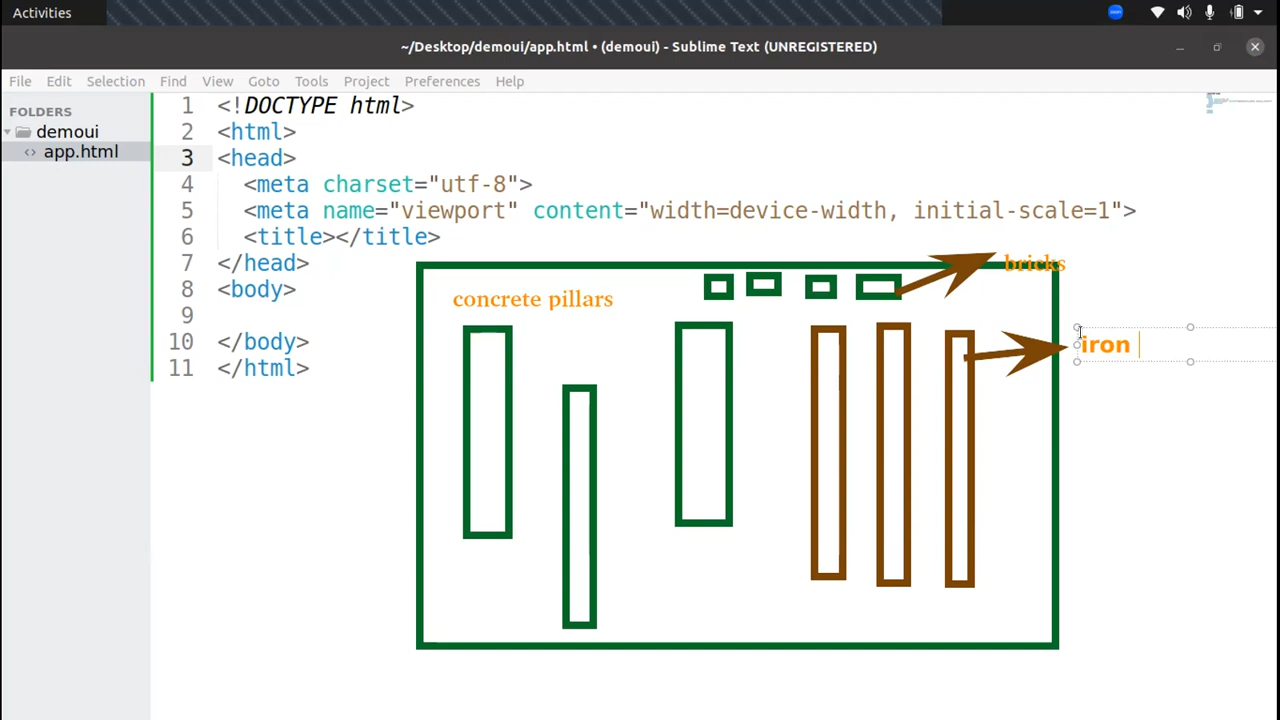 Activities
zoom
~/Desktop/demoui/app.html • (demoui) - Sublime Text (UNREGISTERED)
File Edit Selection Find View Goto Tools Project Preferences Help
FOLDERS
demoui
<> app.html
1 <!DOCTYPE html>
2 <html>
3 <head>
4 <meta charset="utf-8">
5 <meta name="viewport" content="width=device-width, initial-scale=1">
6 <title></title>
7 </head>
8 <body>
9
10 </body>
11 </html>
bricks
concrete pillars
iron